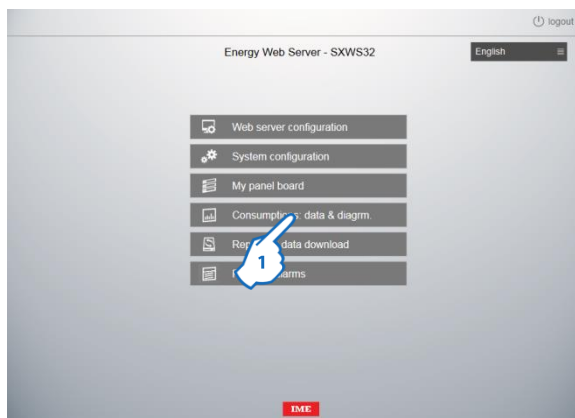 logout
Energy Web Server - SXWS32
English
Web server configuration
System configuration
My panel board
Consumptions: data & diagrm.
data download
1
IME